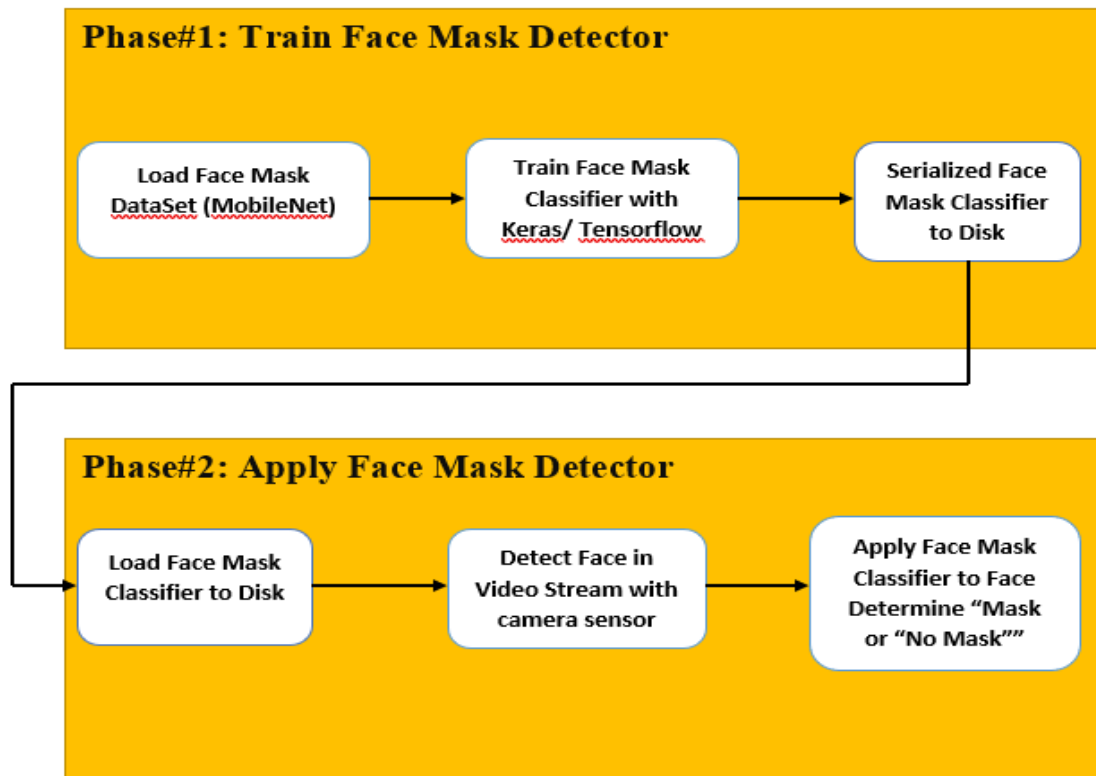 Phase#1: Train Face Mask Detector
Load Face Mask
DataSet (MobileNet)
Train Face Mask
Classifier with
Keras/ Tensorflow
Serialized Face
Mask Classifier
to Disk
Phase#2: Apply Face Mask Detector
Load Face Mask
Classifier to Disk
Detect Face in
Video Stream with
camera sensor
Apply Face Mask
Classifier to Face
Determine “Mask
or “No Mask””